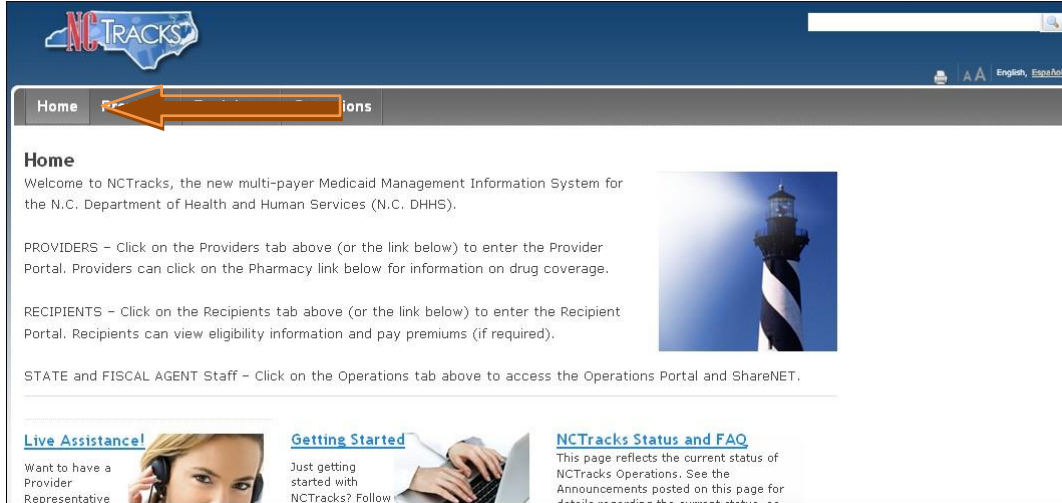 NCTRACKS
English, Español
Home
Home
Welcome to NCTracks, the new multi-payer Medicaid Management Information System for
the N.C. Department of Health and Human Services (N.C. DHHS).
PROVIDERS – Click on the Providers tab above (or the link below) to enter the Provider
Portal. Providers can click on the Pharmacy link below for information on drug coverage.
RECIPIENTS – Click on the Recipients tab above (or the link below) to enter the Recipient
Portal. Recipients can view eligibility information and pay premiums (if required).
STATE and FISCAL AGENT Staff – Click on the Operations tab above to access the Operations Portal and ShareNET.
Live Assistance!
Want to have a
Provider
Representative
Getting Started
Just getting
started with
NCTracks? Follow
NCTracks Status and FAQ
This page reflects the current status of
NCTracks Operations. See the
Announcements posted on this page for
details regarding the current status, as